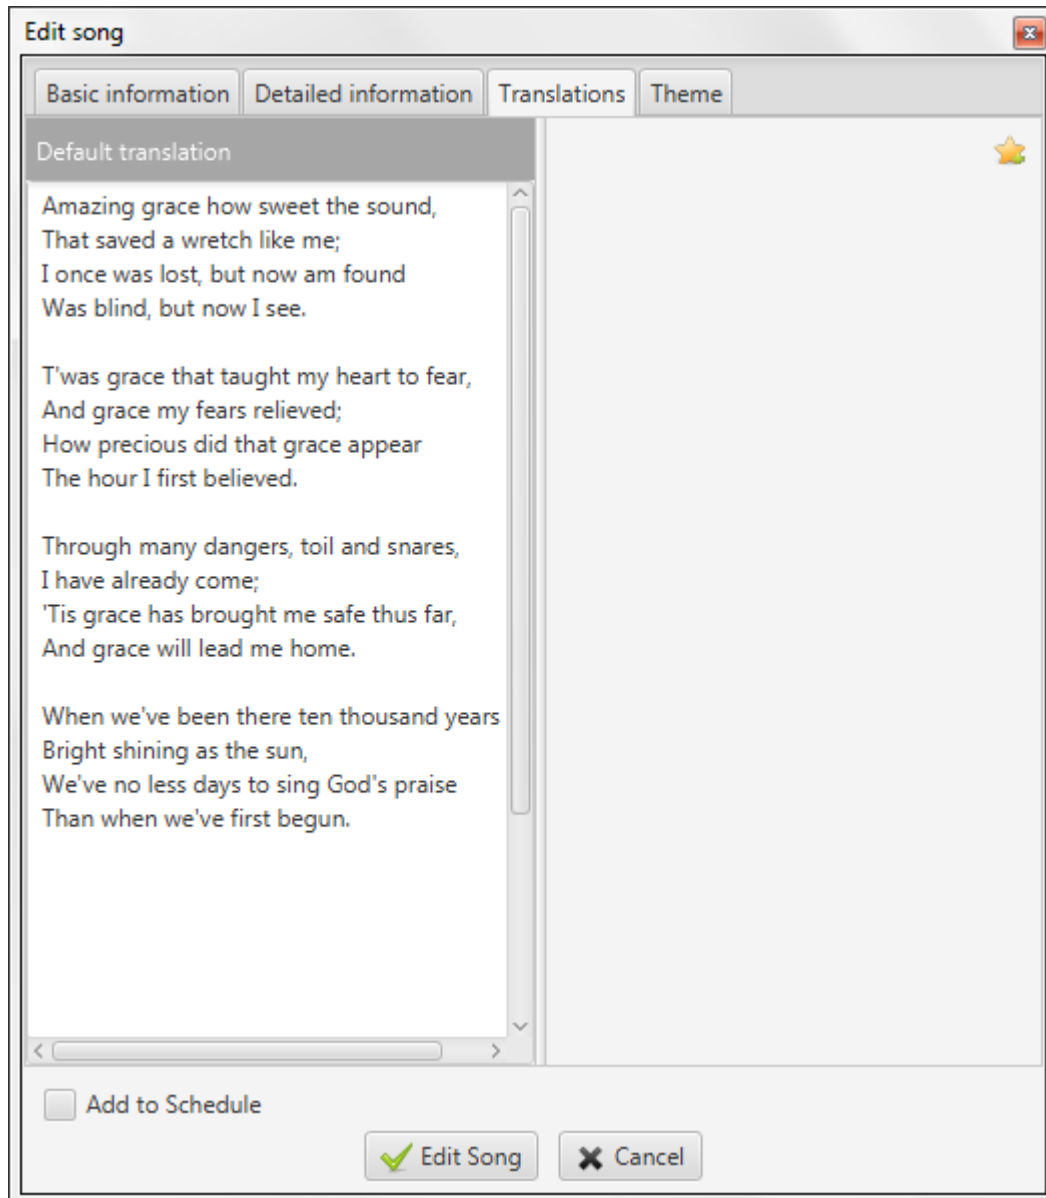 Edit song
Basic information Detailed information Translations Theme
Default translation
Amazing grace how sweet the sound,
That saved a wretch like me;
I once was lost, but now am found
Was blind, but now I see.
T'was grace that taught my heart to fear,
And grace my fears relieved;
How precious did that grace appear
The hour I first believed.
Through many dangers, toil and snares,
I have already come;
'Tis grace has brought me safe thus far,
And grace will lead me home.
When we've been there ten thousand years
Bright shining as the sun,
We've no less days to sing God's praise
Than when we've first begun.
Add to Schedule
Edit Song Cancel